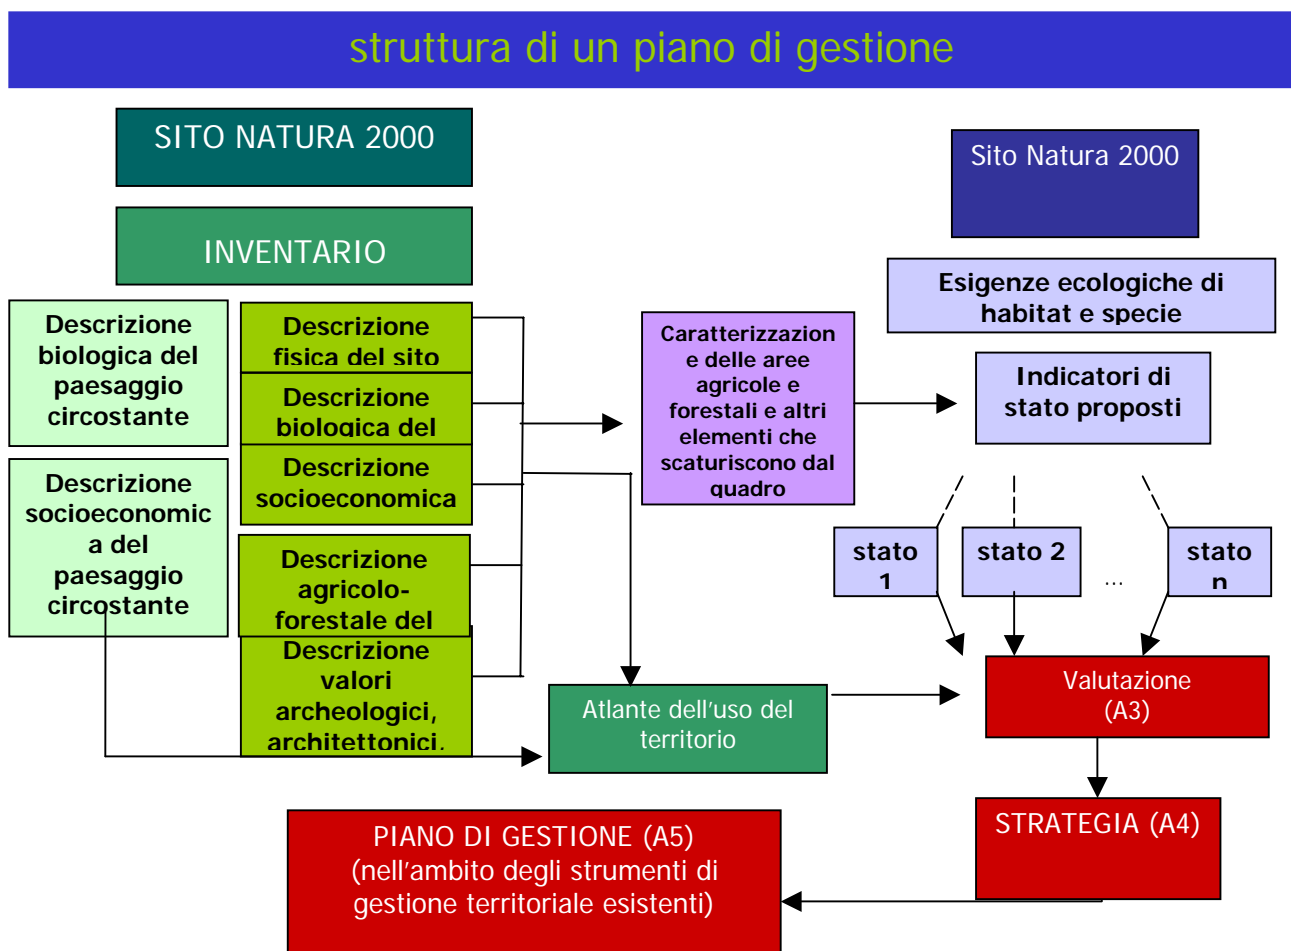 struttura di un piano di gestione
SITO NATURA 2000
INVENTARIO
Descrizione
biologica del
paesaggio
circostante
Descrizione
socioeconomic
a del
paesaggio
circostante
Descrizione
fisica del sito
Descrizione
biologica del
Descrizione
socioeconomica
Descrizione
agricolo-
forestale del
Descrizione
valori
archeologici,
architettonici,
Caratterizzazion
e delle aree
agricole e
forestali e altri
elementi che
scaturiscono dal
quadro
Sito Natura 2000
Esigenze ecologiche di
habitat e specie
Indicatori di
stato proposti
stato
1
stato 2
...
stato
n
Atlante dell'uso del
territorio
Valutazione
(A3)
STRATEGIA (A4)
PIANO DI GESTIONE (A5)
(nell'ambito degli strumenti di
gestione territoriale esistenti)